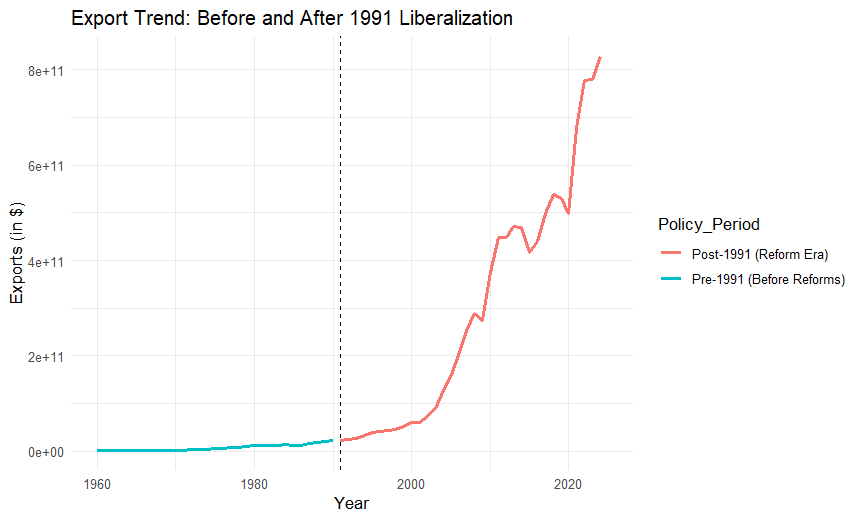 Export Trend: Before and After 1991 Liberalization
8e+11
6e+11
4e+11
2e+11
0e+00
Exports (in $)
1960
1980
2000
2020
Year
Policy_Period
Post-1991 (Reform Era)
Pre-1991 (Before Reforms)